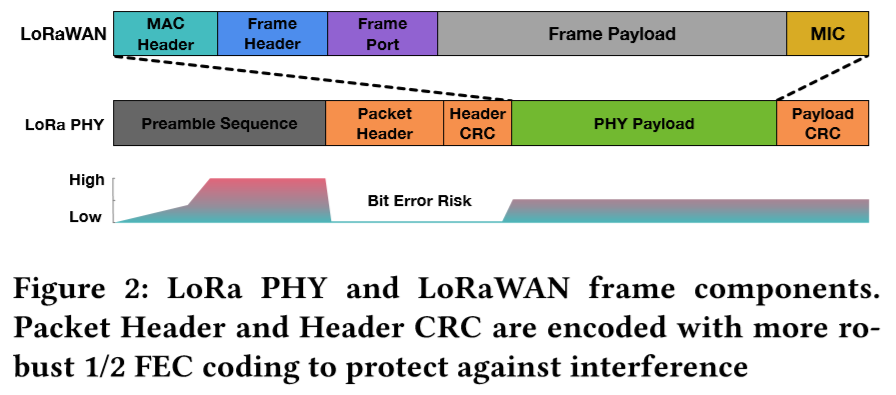 LoRaWAN MAC Header Frame Header Frame Port Frame Payload MIC
LoRa PHY Preamble Sequence Packet Header Header CRC PHY Payload Payload CRC
High
Bit Error Risk
Low
Figure 2: LoRa PHY and LoRaWAN frame components.
Packet Header and Header CRC are encoded with more ro-
bust 1/2 FEC coding to protect against interference